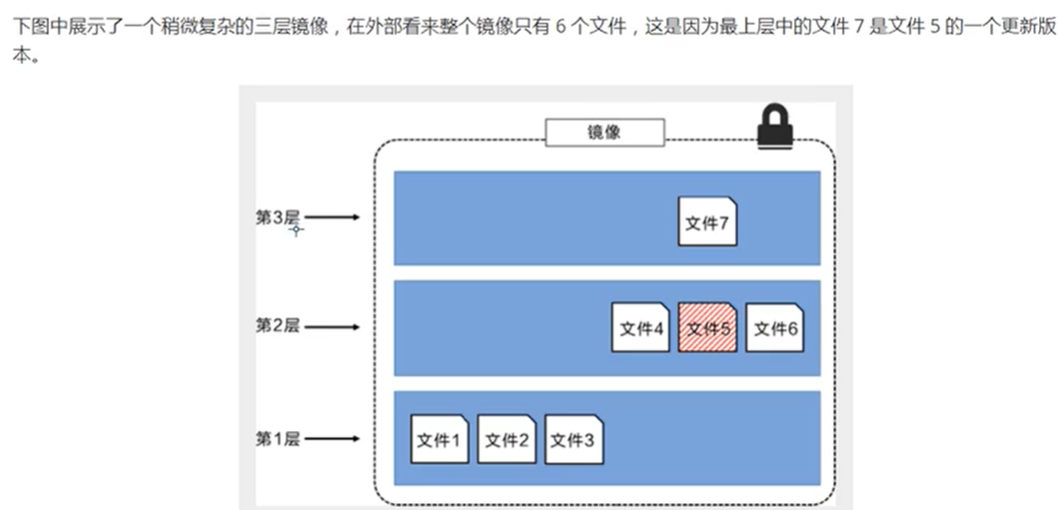 下图中展示了一个稍微复杂的三层镜像，在外部看来整个镜像只有 6 个文件，这是因为最上层中的文件 7 是文件 5 的一个更新版
本。
镜像
第3层
文件7
第2层
文件4 文件5 文件6
第1层
文件1 文件2 文件3